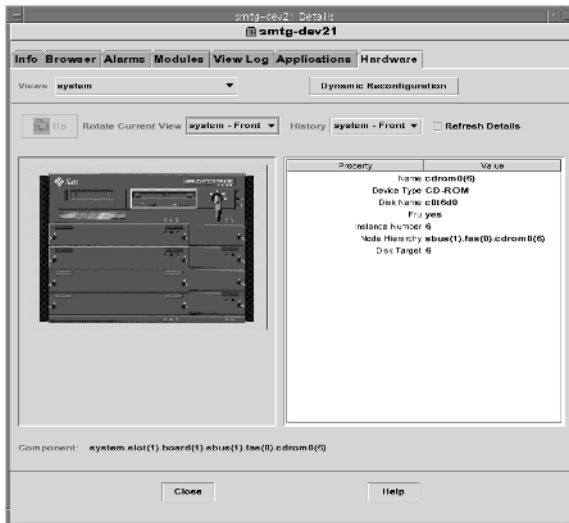 smtg-dev21 Details
smtg-dev21
Info Browser Alarms Modules View Log Applications Hardware
Views system Dynamic Reconfiguration
Up Rotate Current View system - Front History system - Front Refresh Details
Property Value
Name cdrom0(6)
Device Type CD-ROM
Disk Name c0t6d0
Fru yes
Instance Number 6
Node Hierarchy sbus(1).fas(0).cdrom0(6)
Disk Target 6
Sun
Component: system.slot(1).board(1).sbus(1).fas(0).cdrom0(6)
Close Help